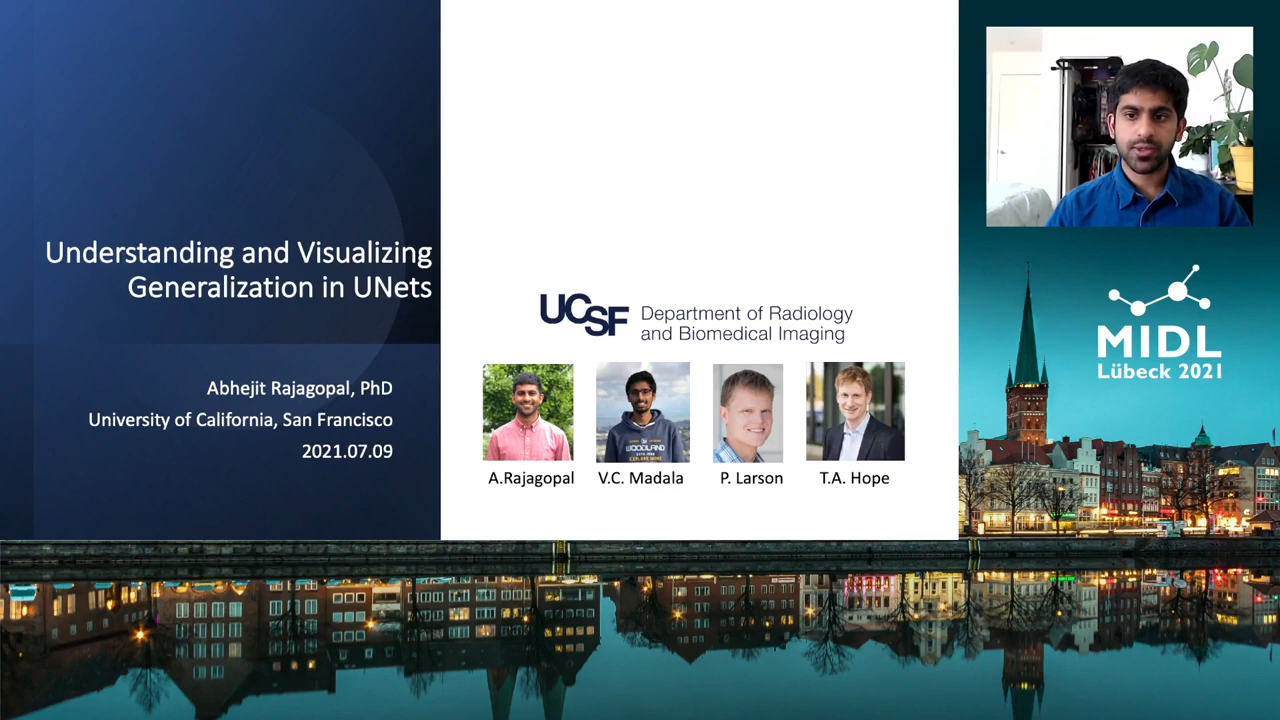 Understanding and Visualizing
Generalization in UNets
Abhejit Rajagopal, PhD
University of California, San Francisco
2021.07.09
UCSF Department of Radiology
and Biomedical Imaging
A.Rajagopal
V.C. Madala
P. Larson
T.A. Hope
WOODLAND
MIDL
Lübeck 2021